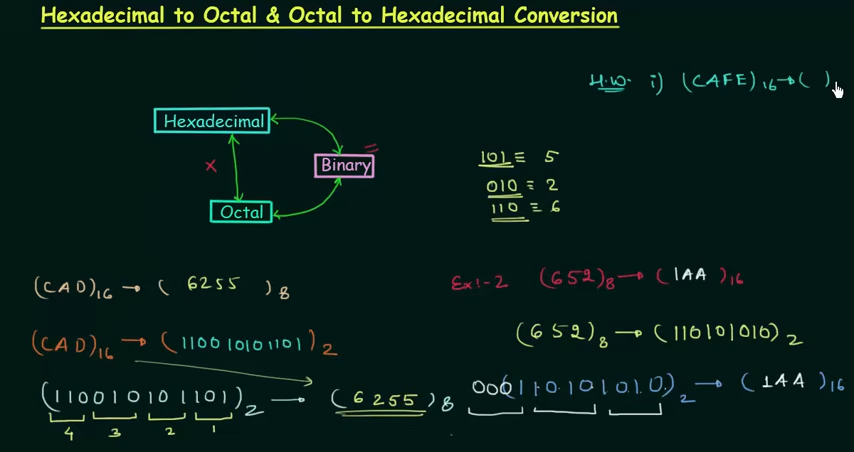 Hexadecimal to Octal & Octal to Hexadecimal Conversion
H.W. i) (CAFE)16 → ( )1
Hexadecimal
Binary
Octal
101 ≡ 5
010 ≡ 2
110 ≡ 6
(CAD)16 → ( 6255 )8
Ex:-2 (652)8 → (1AA)16
(CAD)16 → (110010101101)2
(652)8 → (110101010)2
(110010101101)2 → (6255)8
000(110101010)2 → (1AA)16
4 3 2 1